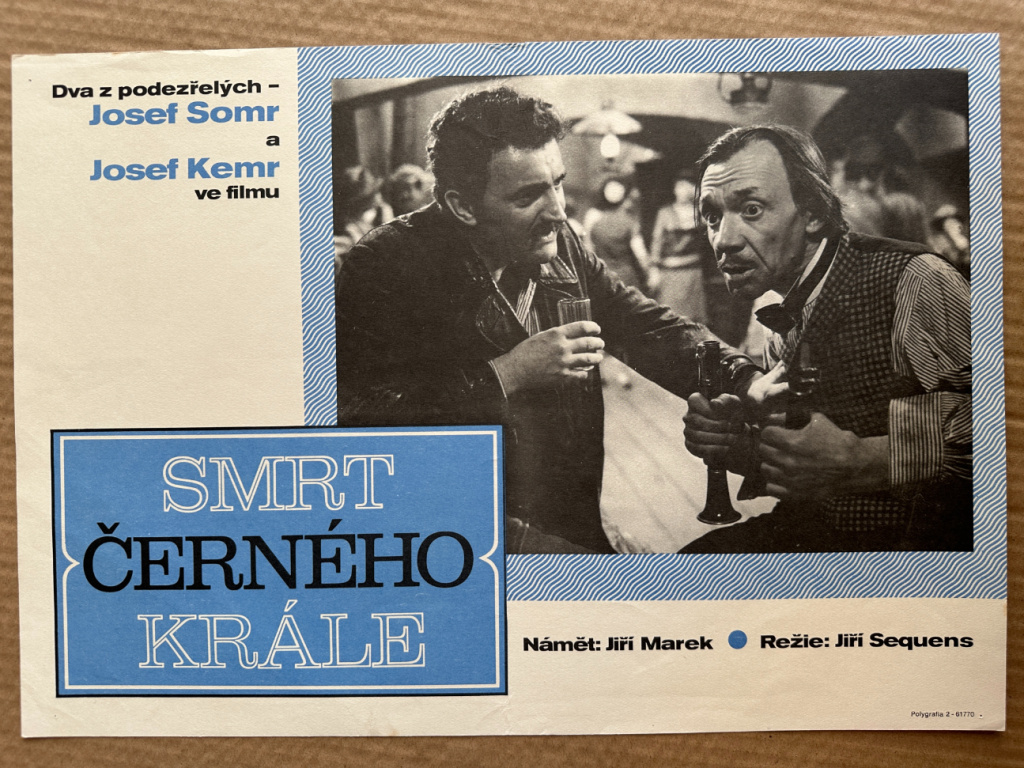 Dva z podezřelých –
Josef Somr
a
Josef Kemr
ve filmu
SMRT
ČERNÉHO
KRÁLE
Námět: Jiří Marek ● Režie: Jiří Sequens
Polygrafia 2 - 61770